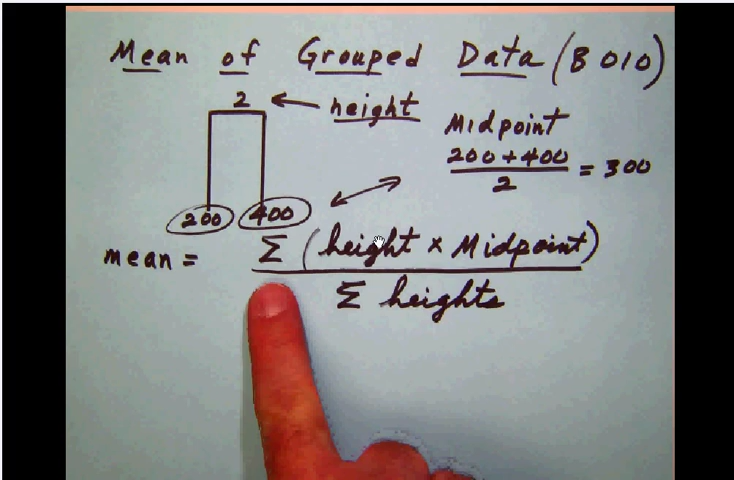 Mean of Grouped Data (B 010)
2 ← height
Midpoint
200 + 400
2
= 300
200 400
mean = Σ (height × Midpoint)
Σ heights